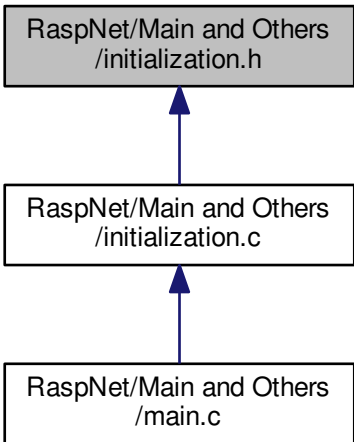 RaspNet/Main and Others
/initialization.h
RaspNet/Main and Others
/initialization.c
RaspNet/Main and Others
/main.c